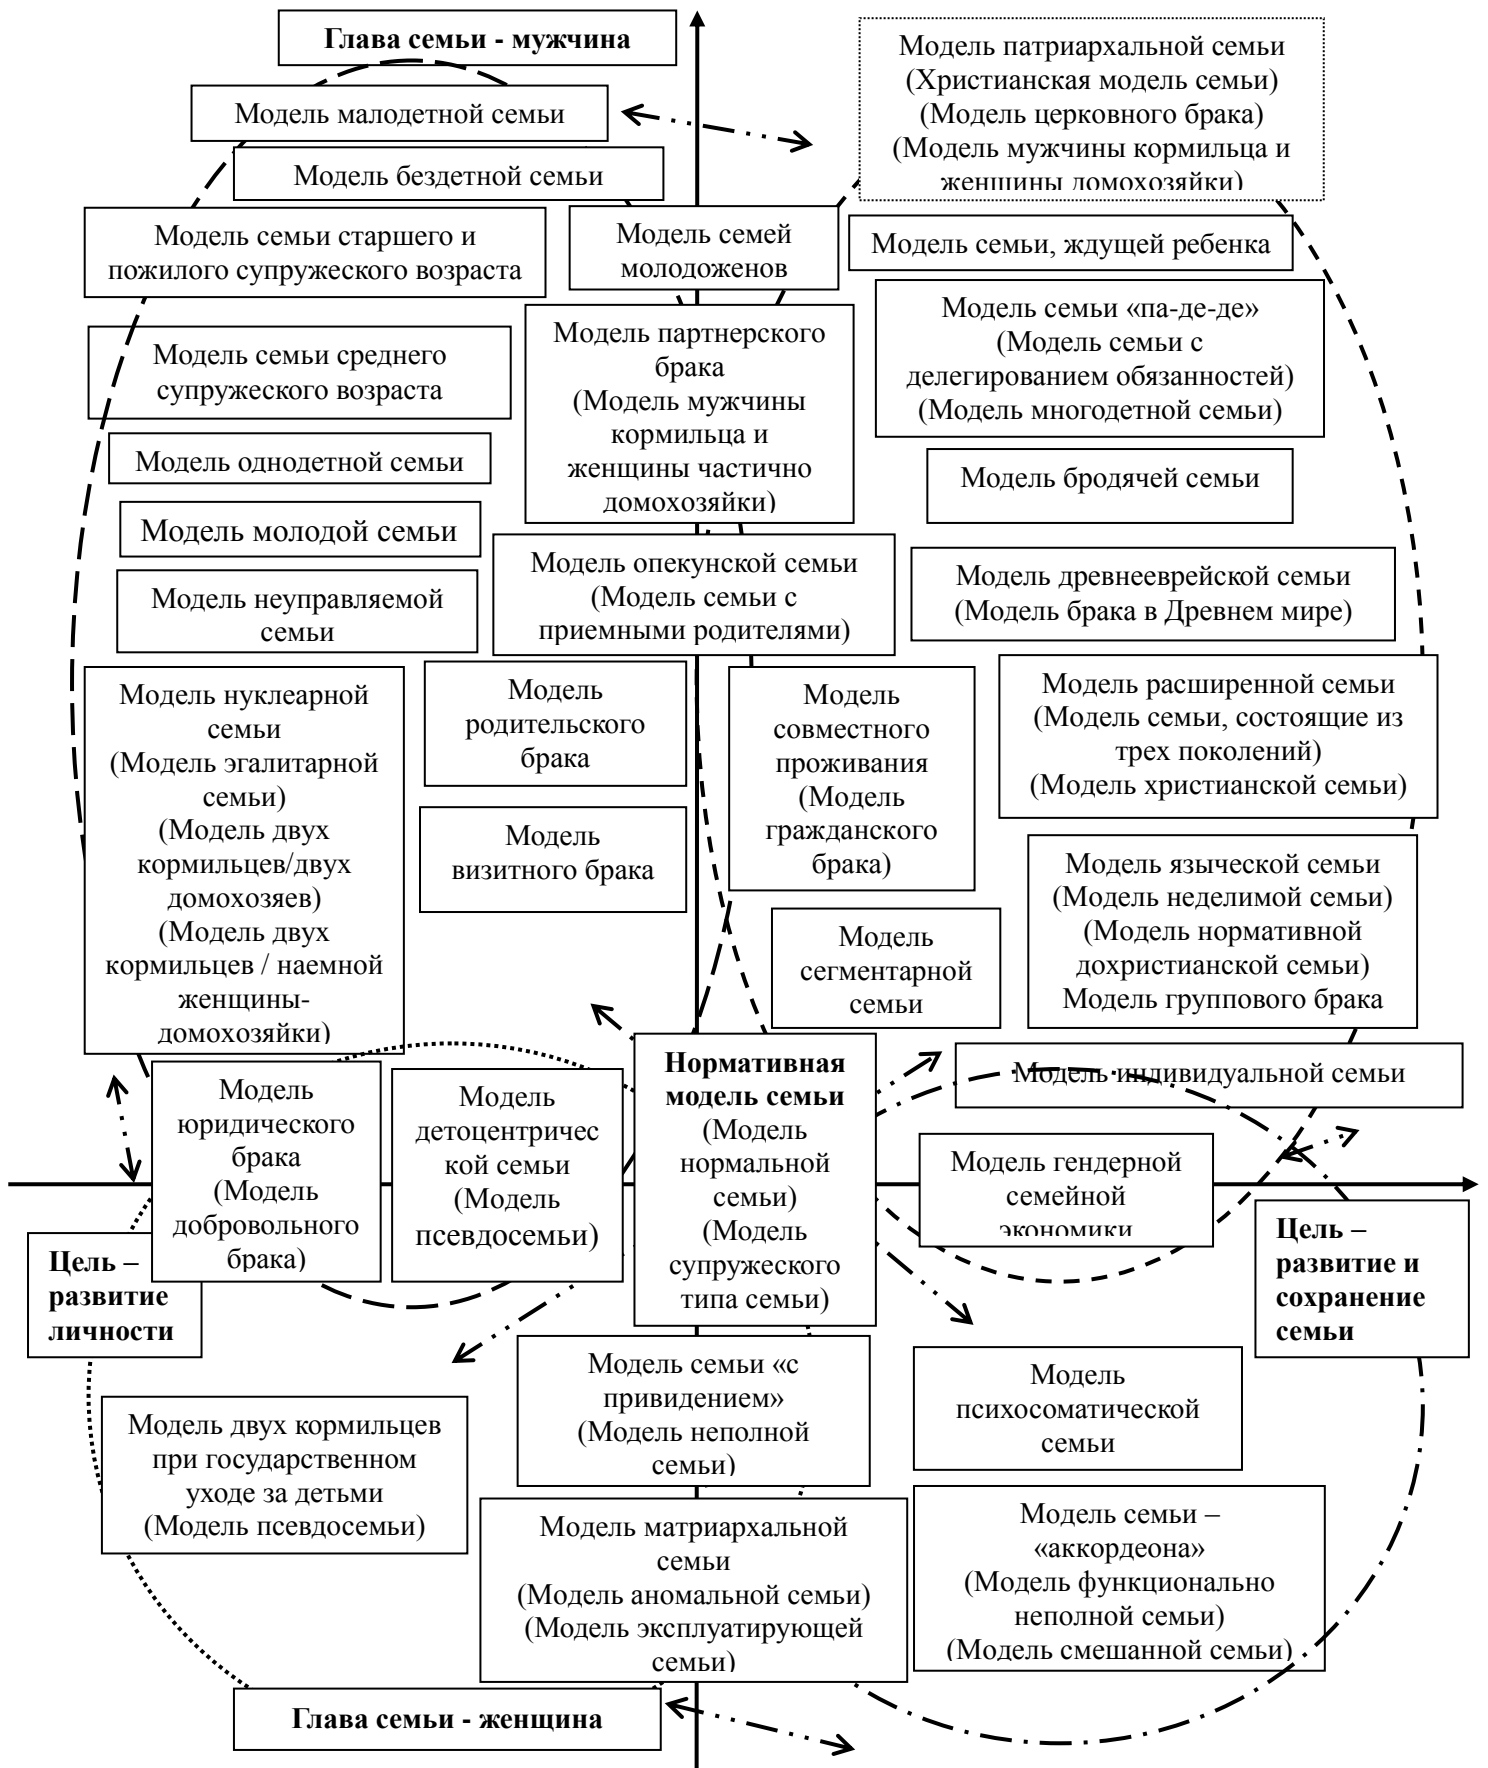 Глава семьи - мужчина
Модель патриархальной семьи
(Христианская модель семьи)
(Модель церковного брака)
(Модель мужчины кормильца и
женщины домохозяйки)
Модель малодетной семьи
Модель бездетной семьи
Модель семьи старшего и
пожилого супружеского возраста
Модель семей
молодоженов
Модель семьи, ждущей ребенка
Модель семьи среднего
супружеского возраста
Модель партнерского
брака
(Модель мужчины
кормильца и
женщины частично
домохозяйки)
Модель семьи «па-де-де»
(Модель семьи с
делегированием обязанностей)
(Модель многодетной семьи)
Модель однодетной семьи
Модель бродячей семьи
Модель молодой семьи
Модель неуправляемой
семьи
Модель опекунской семьи
(Модель семьи с
приемными родителями)
Модель древнееврейской семьи
(Модель брака в Древнем мире)
Модель нуклеарной
семьи
(Модель эгалитарной
семьи)
(Модель двух
кормильцев/двух
домохозяев)
(Модель двух
кормильцев / наемной
женщины-
домохозяйки)
Модель
родительского
брака
Модель
совместного
проживания
(Модель
гражданского
брака)
Модель расширенной семьи
(Модель семьи, состоящие из
трех поколений)
(Модель христианской семьи)
Модель
визитного брака
Модель языческой семьи
(Модель неделимой семьи)
(Модель нормативной
дохристианской семьи)
Модель группового брака
Модель
сегментарной
семьи
Нормативная
модель семьи
(Модель
нормальной
семьи)
(Модель
супружеского
типа семьи)
Модель индивидуальной семьи
Модель
юридического
брака
(Модель
добровольного
брака)
Модель
детоцентричес
кой семьи
(Модель
псевдосемьи)
Модель гендерной
семейной
экономики
Цель –
развитие
личности
Цель –
развитие и
сохранение
семьи
Модель семьи «с
привидением»
(Модель неполной
семьи)
Модель
психосоматической
семьи
Модель двух кормильцев
при государственном
уходе за детьми
(Модель псевдосемьи)
Модель матриархальной
семьи
(Модель аномальной семьи)
(Модель эксплуатирующей
семьи)
Модель семьи –
«аккордеона»
(Модель функционально
неполной семьи)
(Модель смешанной семьи)
Глава семьи - женщина